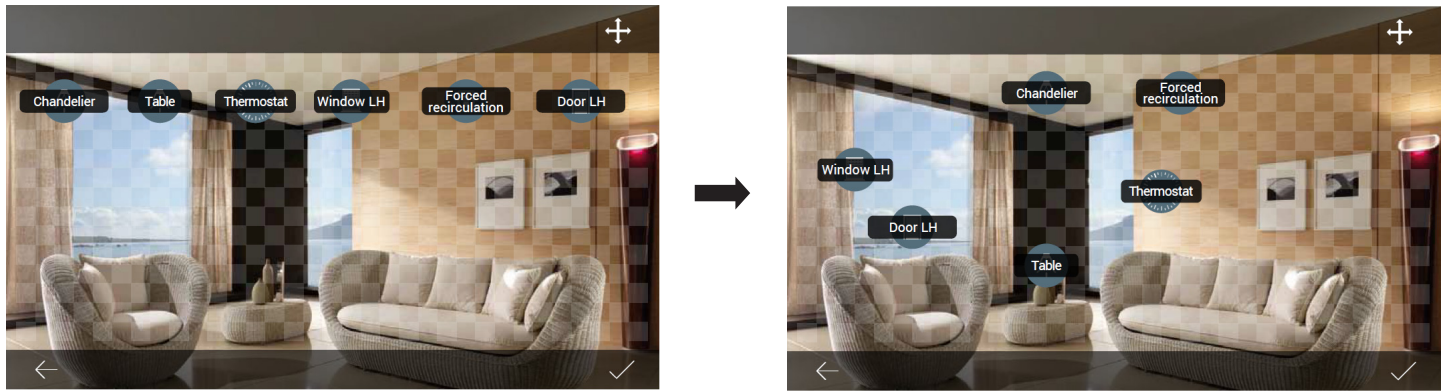 Chandelier
Table
Thermostat
Window LH
Forced
recirculation
Door LH
Chandelier
Forced
recirculation
Window LH
Thermostat
Door LH
Table